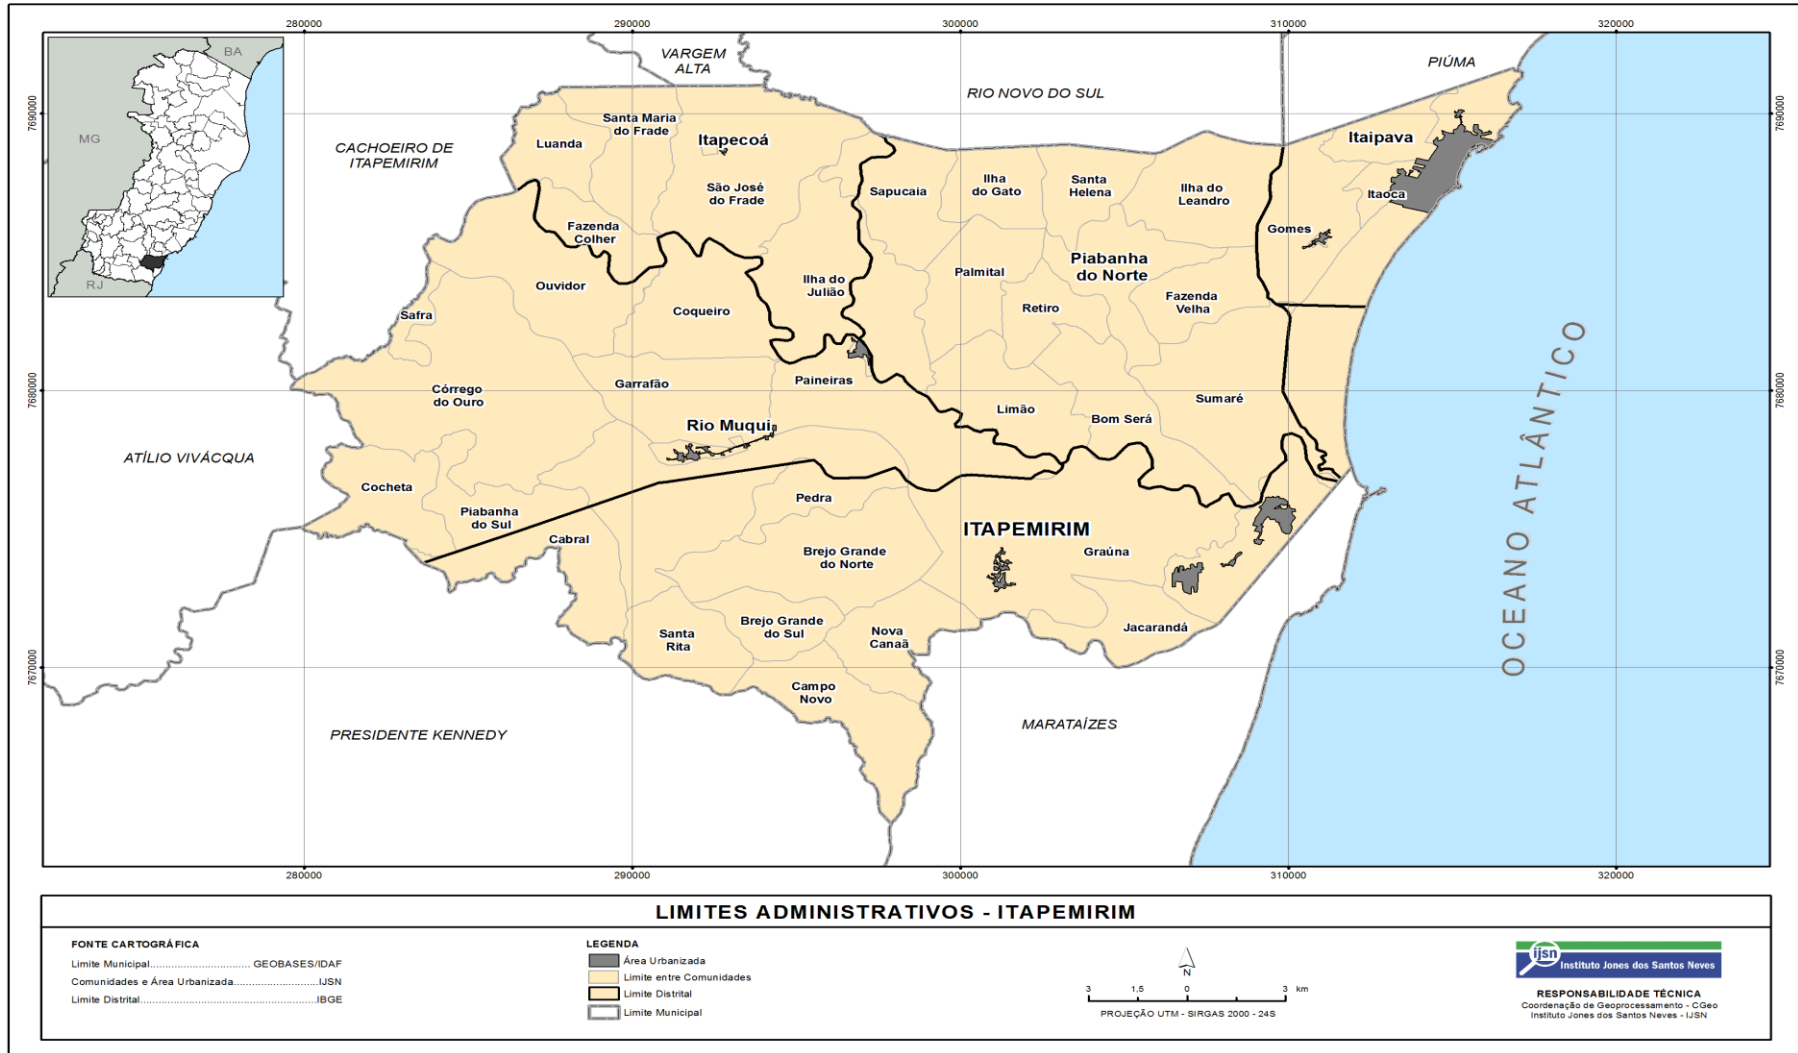 280000
290000
300000
310000
320000
BA
MG
RJ
VARGEM
ALTA
PIÚMA
RIO NOVO DO SUL
7690000
7690000
CACHOEIRO DE
ITAPEMIRIM
Santa Maria
do Frade
Luanda
Itapecoá
Itaipava
São José
do Frade
Sapucaia
Ilha
do Gato
Santa
Helena
Ilha do
Leandro
Itaoca
Fazenda
Colher
Gomes
Piabanha
do Norte
Palmital
Ouvidor
Ilha do
Julião
Fazenda
Velha
Coqueiro
Retiro
Safra
7680000
7680000
Córrego
do Ouro
Garrafão
Paineiras
Sumaré
Limão
Bom Será
Rio Muqui
ATÍLIO VIVÁCQUA
OCEANO ATLÂNTICO
Cocheta
Pedra
Piabanha
do Sul
ITAPEMIRIM
Cabral
Brejo Grande
do Norte
Graúna
Brejo Grande
do Sul
Santa
Rita
Nova
Canaã
Jacarandá
7670000
7670000
Campo
Novo
PRESIDENTE KENNEDY
MARATAÍZES
280000
290000
300000
310000
320000
LIMITES ADMINISTRATIVOS - ITAPEMIRIM
FONTE CARTOGRÁFICA
Limite Municipal.............................. GEOBASES/IDAF
Comunidades e Área Urbanizada.........................IJSN
Limite Distrital.....................................................IBGE
LEGENDA
Área Urbanizada
Limite entre Comunidades
Limite Distrital
Limite Municipal
N
3 1,5 0 3 km
PROJEÇÃO UTM - SIRGAS 2000 - 24S
ijsn
Instituto Jones dos Santos Neves
RESPONSABILIDADE TÉCNICA
Coordenação de Geoprocessamento - CGeo
Instituto Jones dos Santos Neves - IJSN